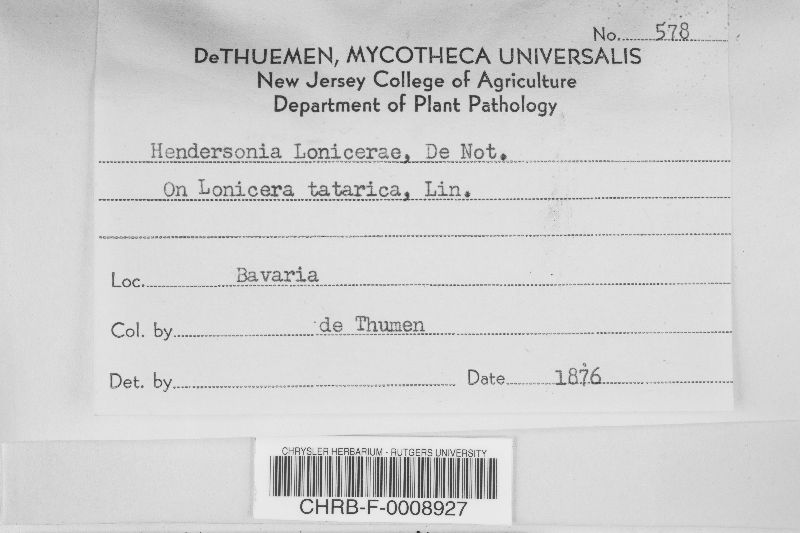 No. 578
DeTHUEMEN, MYCOTHECA UNIVERSALIS
New Jersey College of Agriculture
Department of Plant Pathology
Hendersonia Lonicerae, De Not.
On Lonicera tatarica, Lin.
Loc. Bavaria
Col. by de Thumen
Det. by Date 1876
CHRYSLER HERBARIUM - RUTGERS UNIVERSITY
CHRB-F-0008927